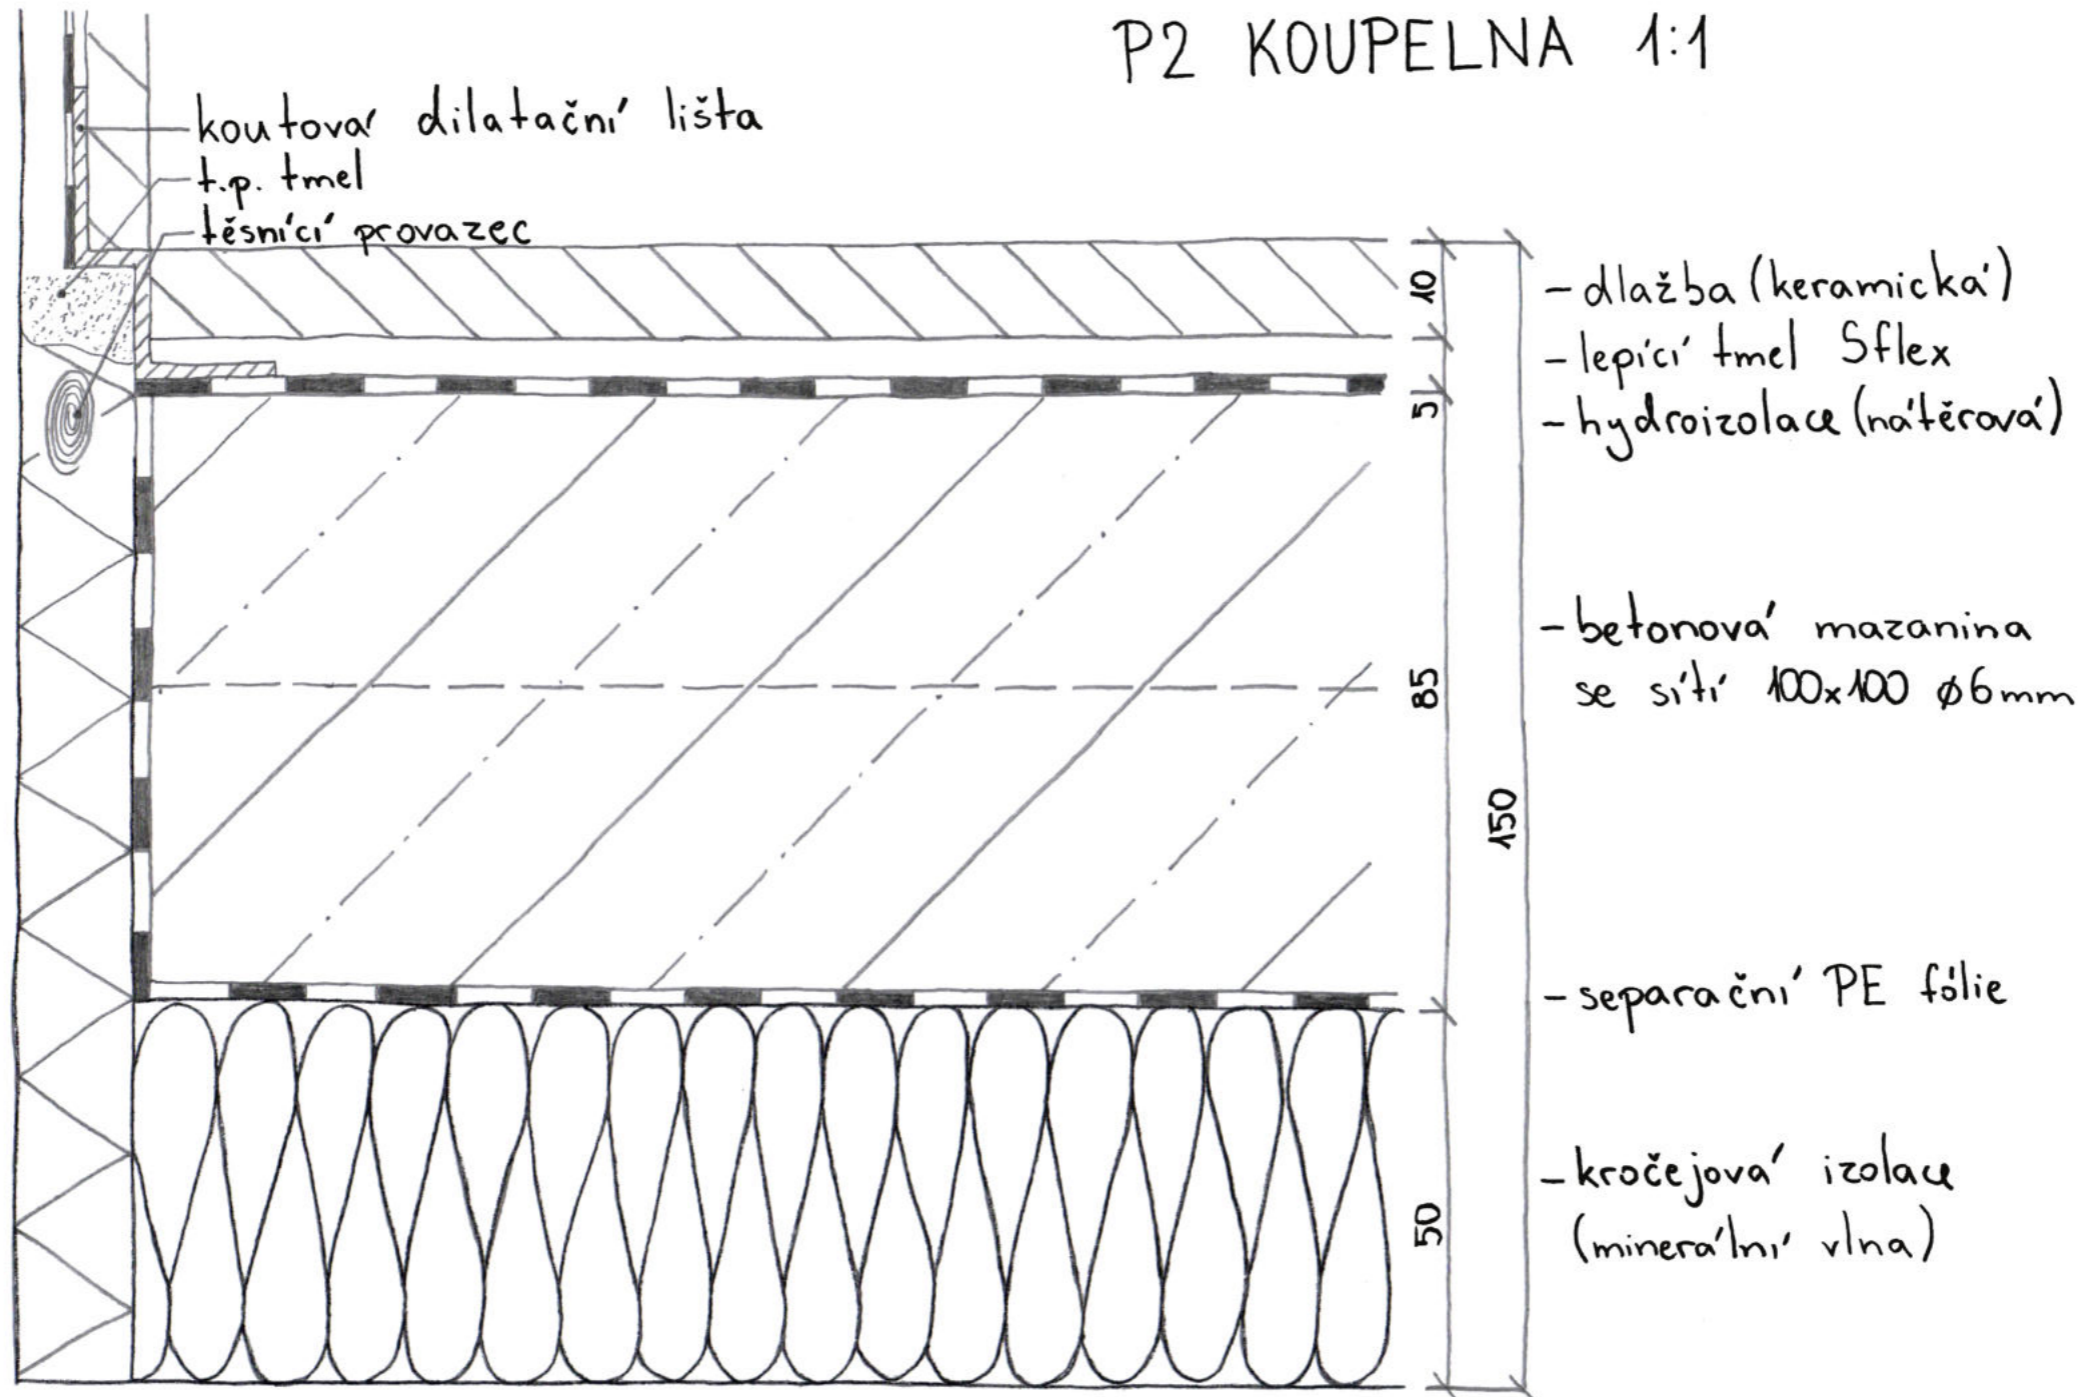 P2 KOUPELNA 1:1
koutová dilatační lišta
t.p. tmel
těsnící provazec
10
5
85
50
150
- dlažba (keramická)
- lepící tmel Sflex
- hydroizolace (nátěrová)
- betonová mazanina
se sítí 100x100 ø6mm
- separační PE fólie
- kročejová izolace
(minerální vlna)